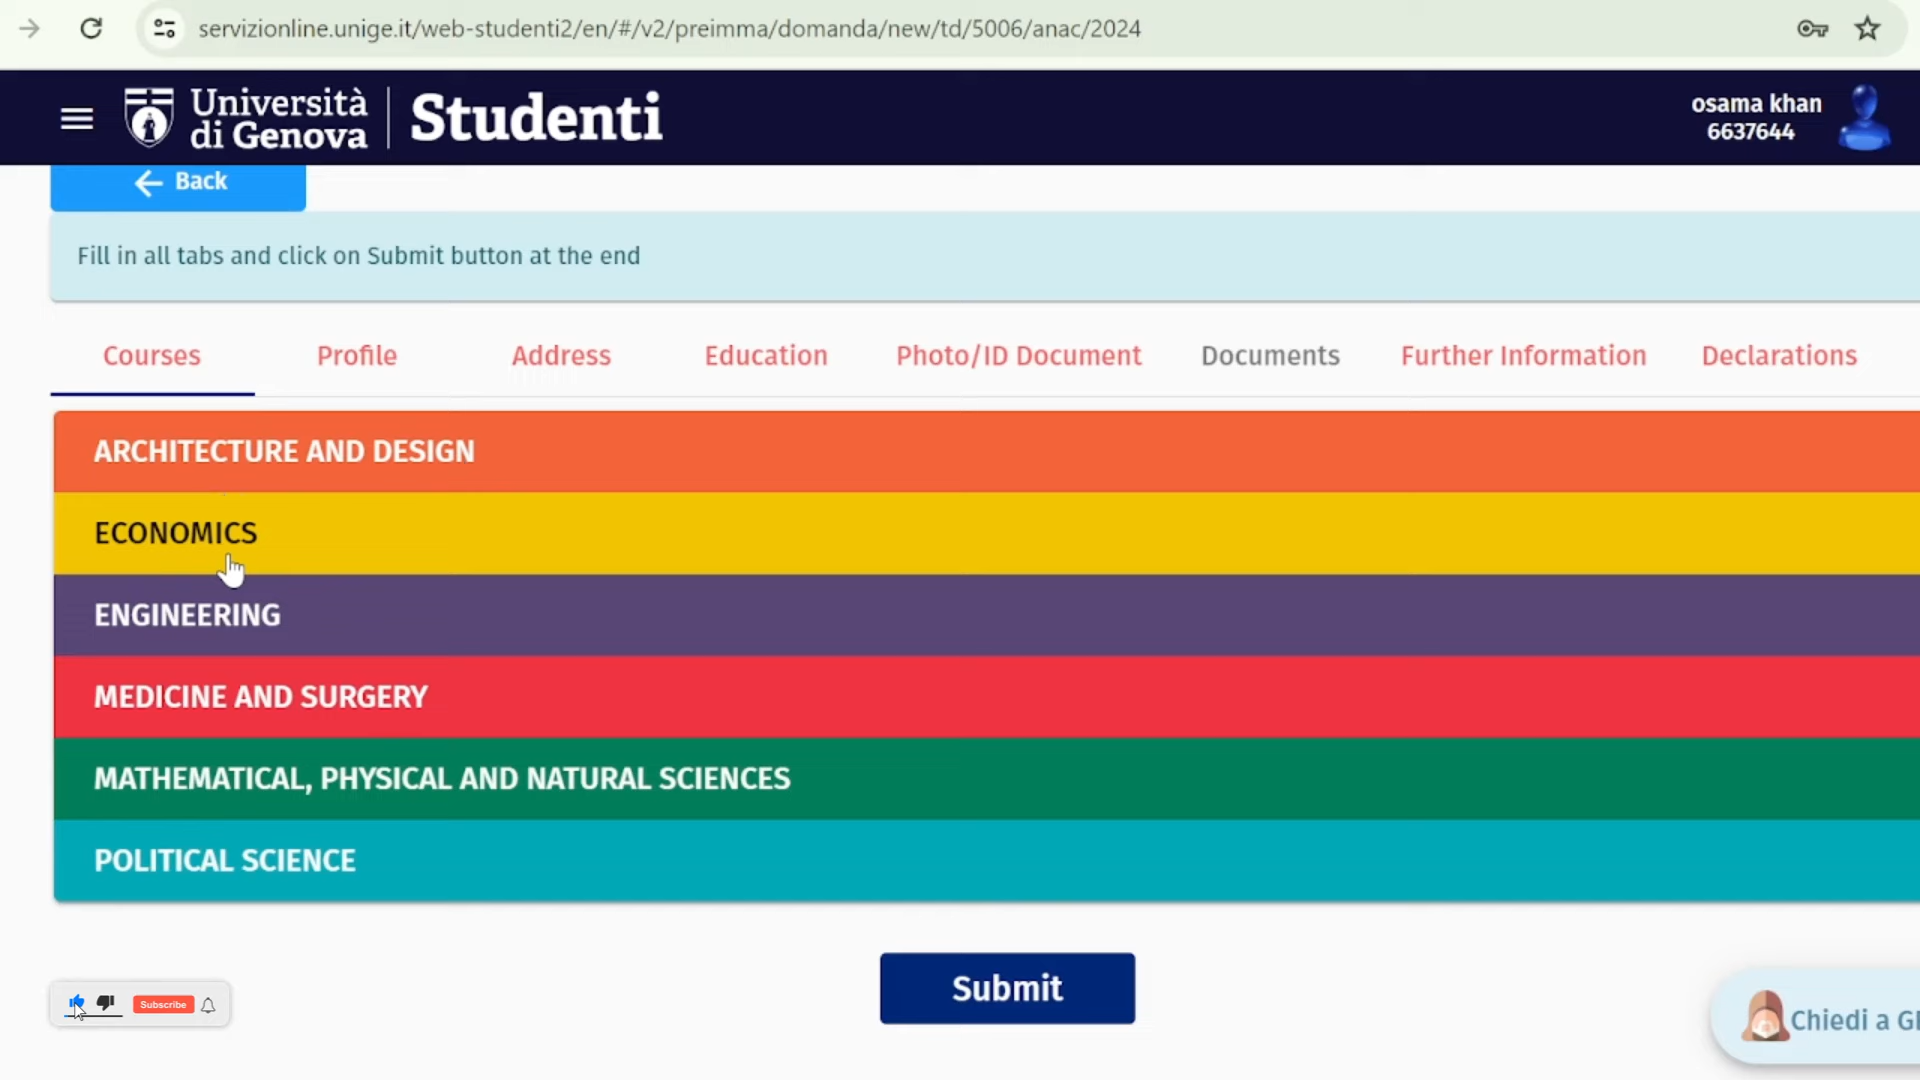 servizionline.unige.it/web-studenti2/en/#/v2/preimma/domanda/new/td/5006/anac/2024
Università
di Genova
Studenti
osama khan
6637644
Back
Fill in all tabs and click on Submit button at the end
Courses Profile Address Education Photo/ID Document Documents Further Information Declarations
ARCHITECTURE AND DESIGN
ECONOMICS
ENGINEERING
MEDICINE AND SURGERY
MATHEMATICAL, PHYSICAL AND NATURAL SCIENCES
POLITICAL SCIENCE
Submit
Subscribe
Chiedi a